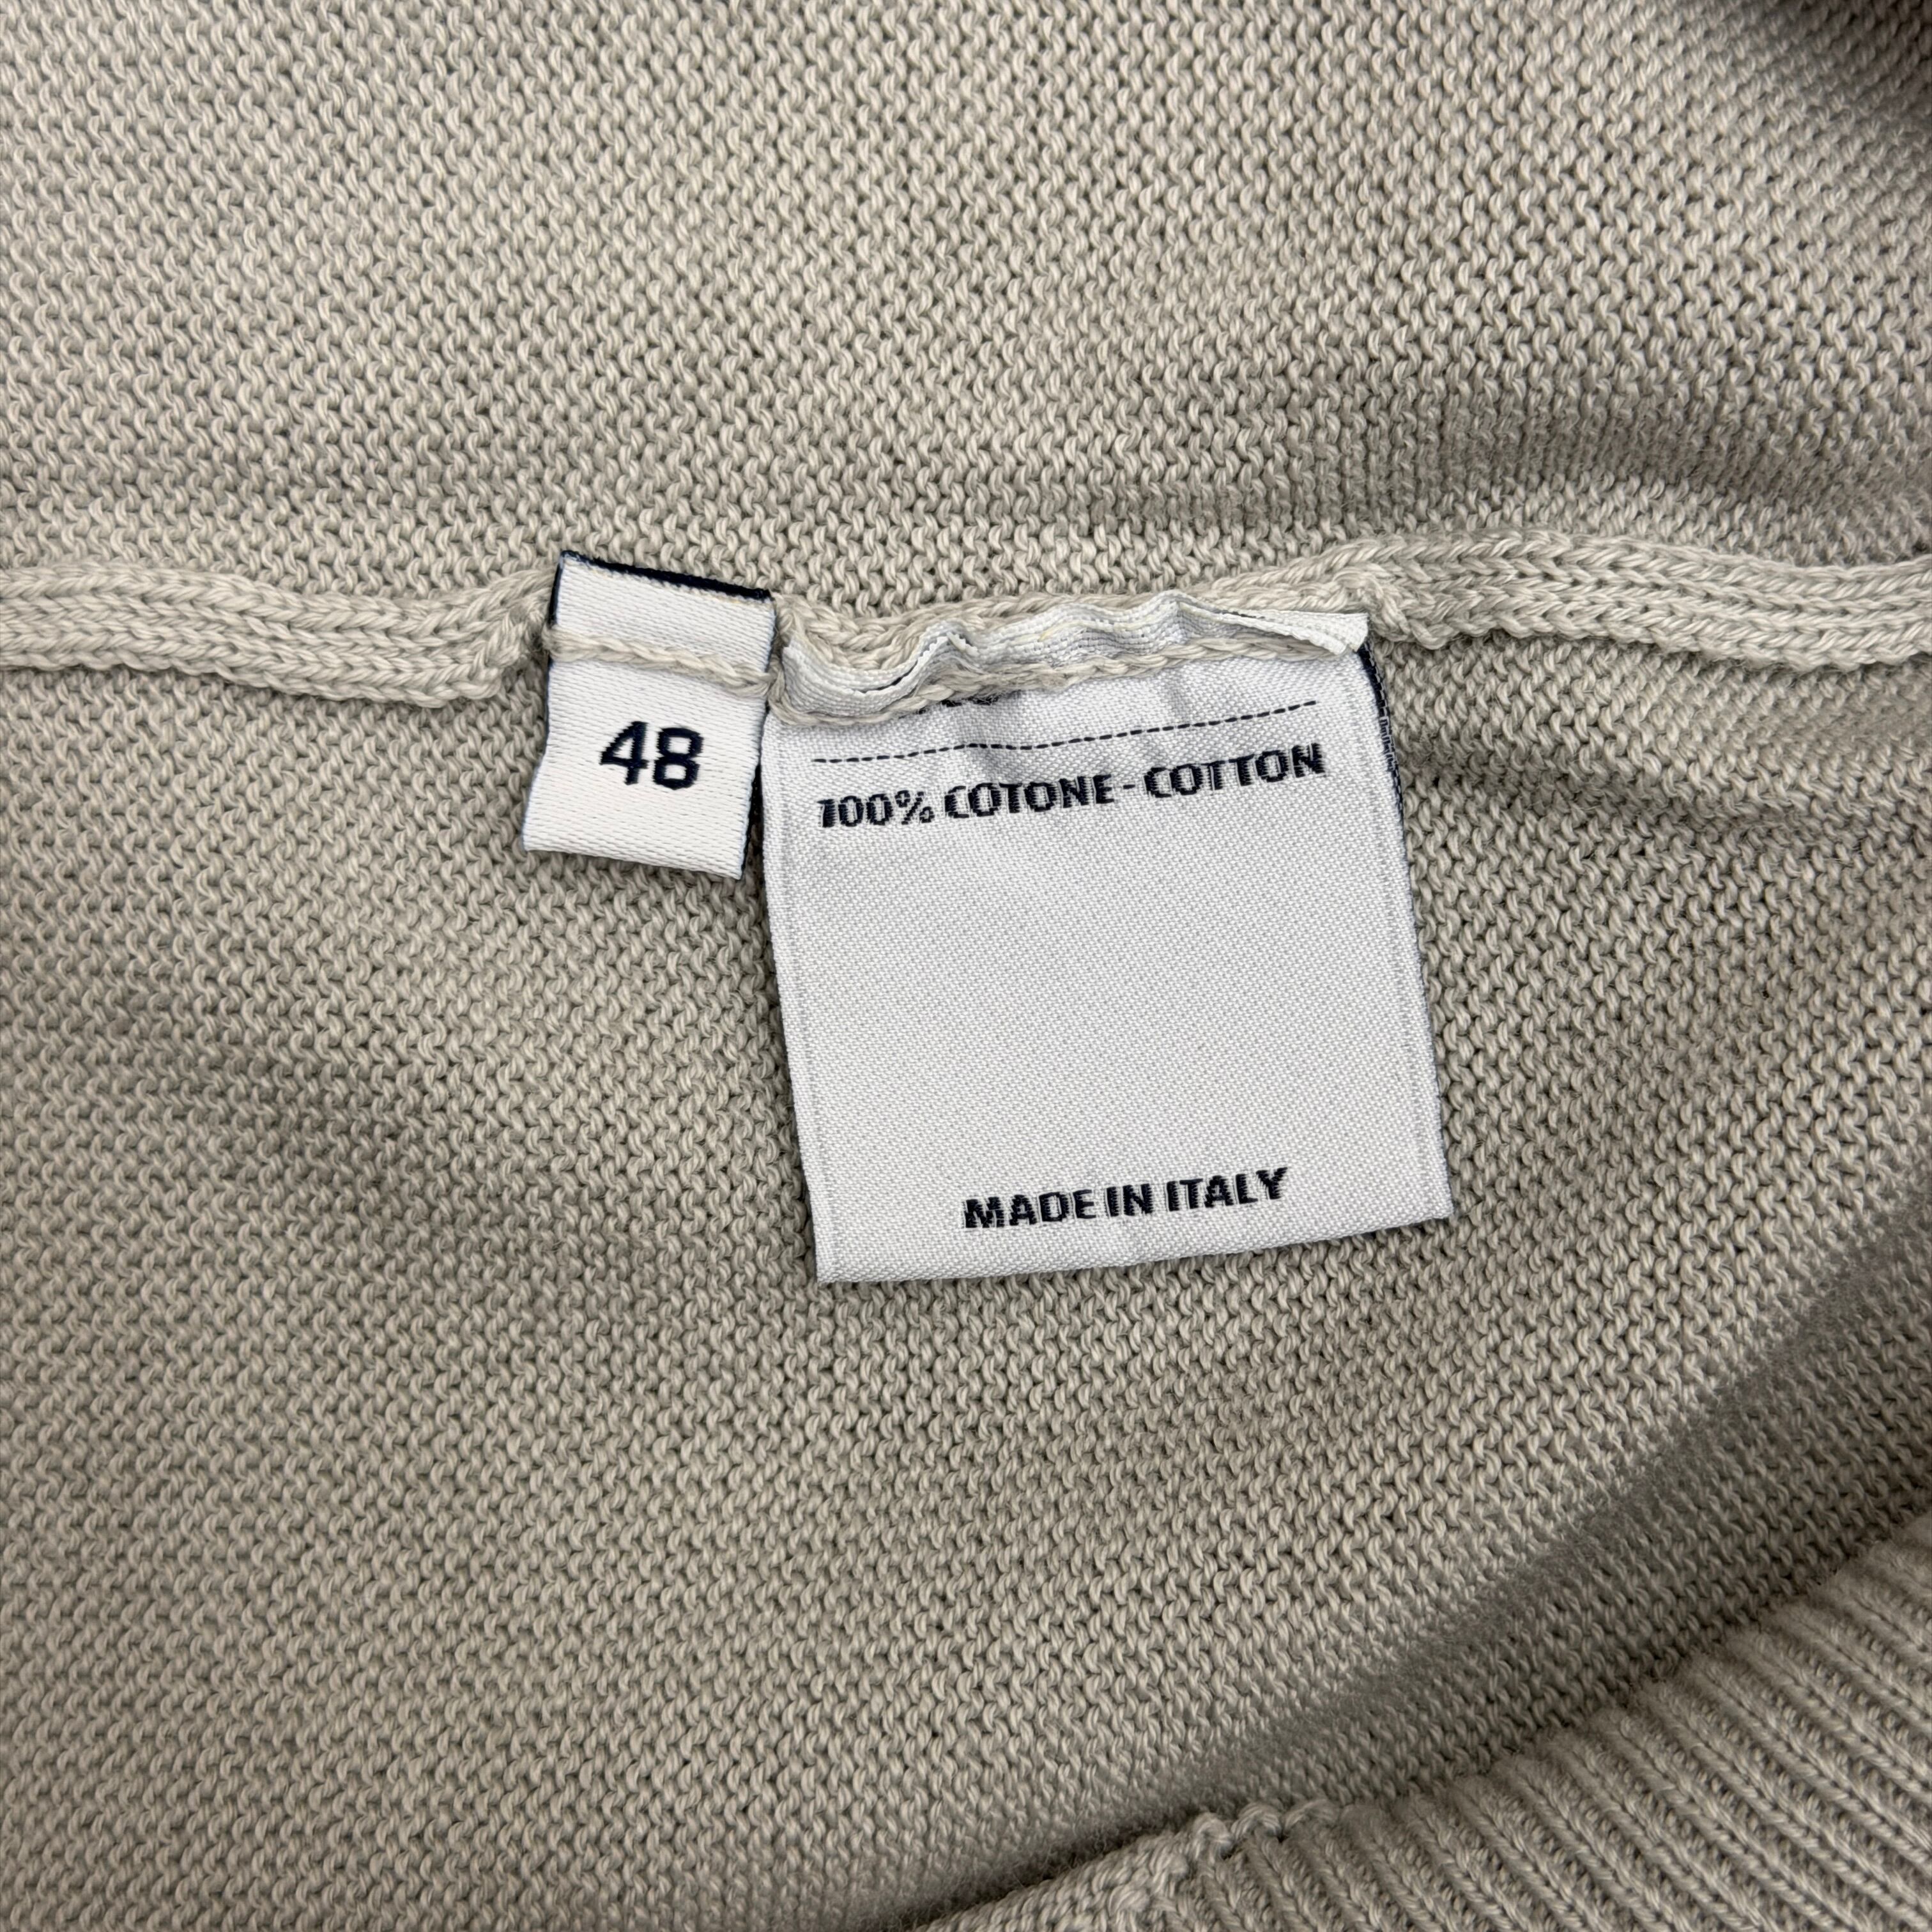 48
100% COTONE - COTTON
MADE IN ITALY